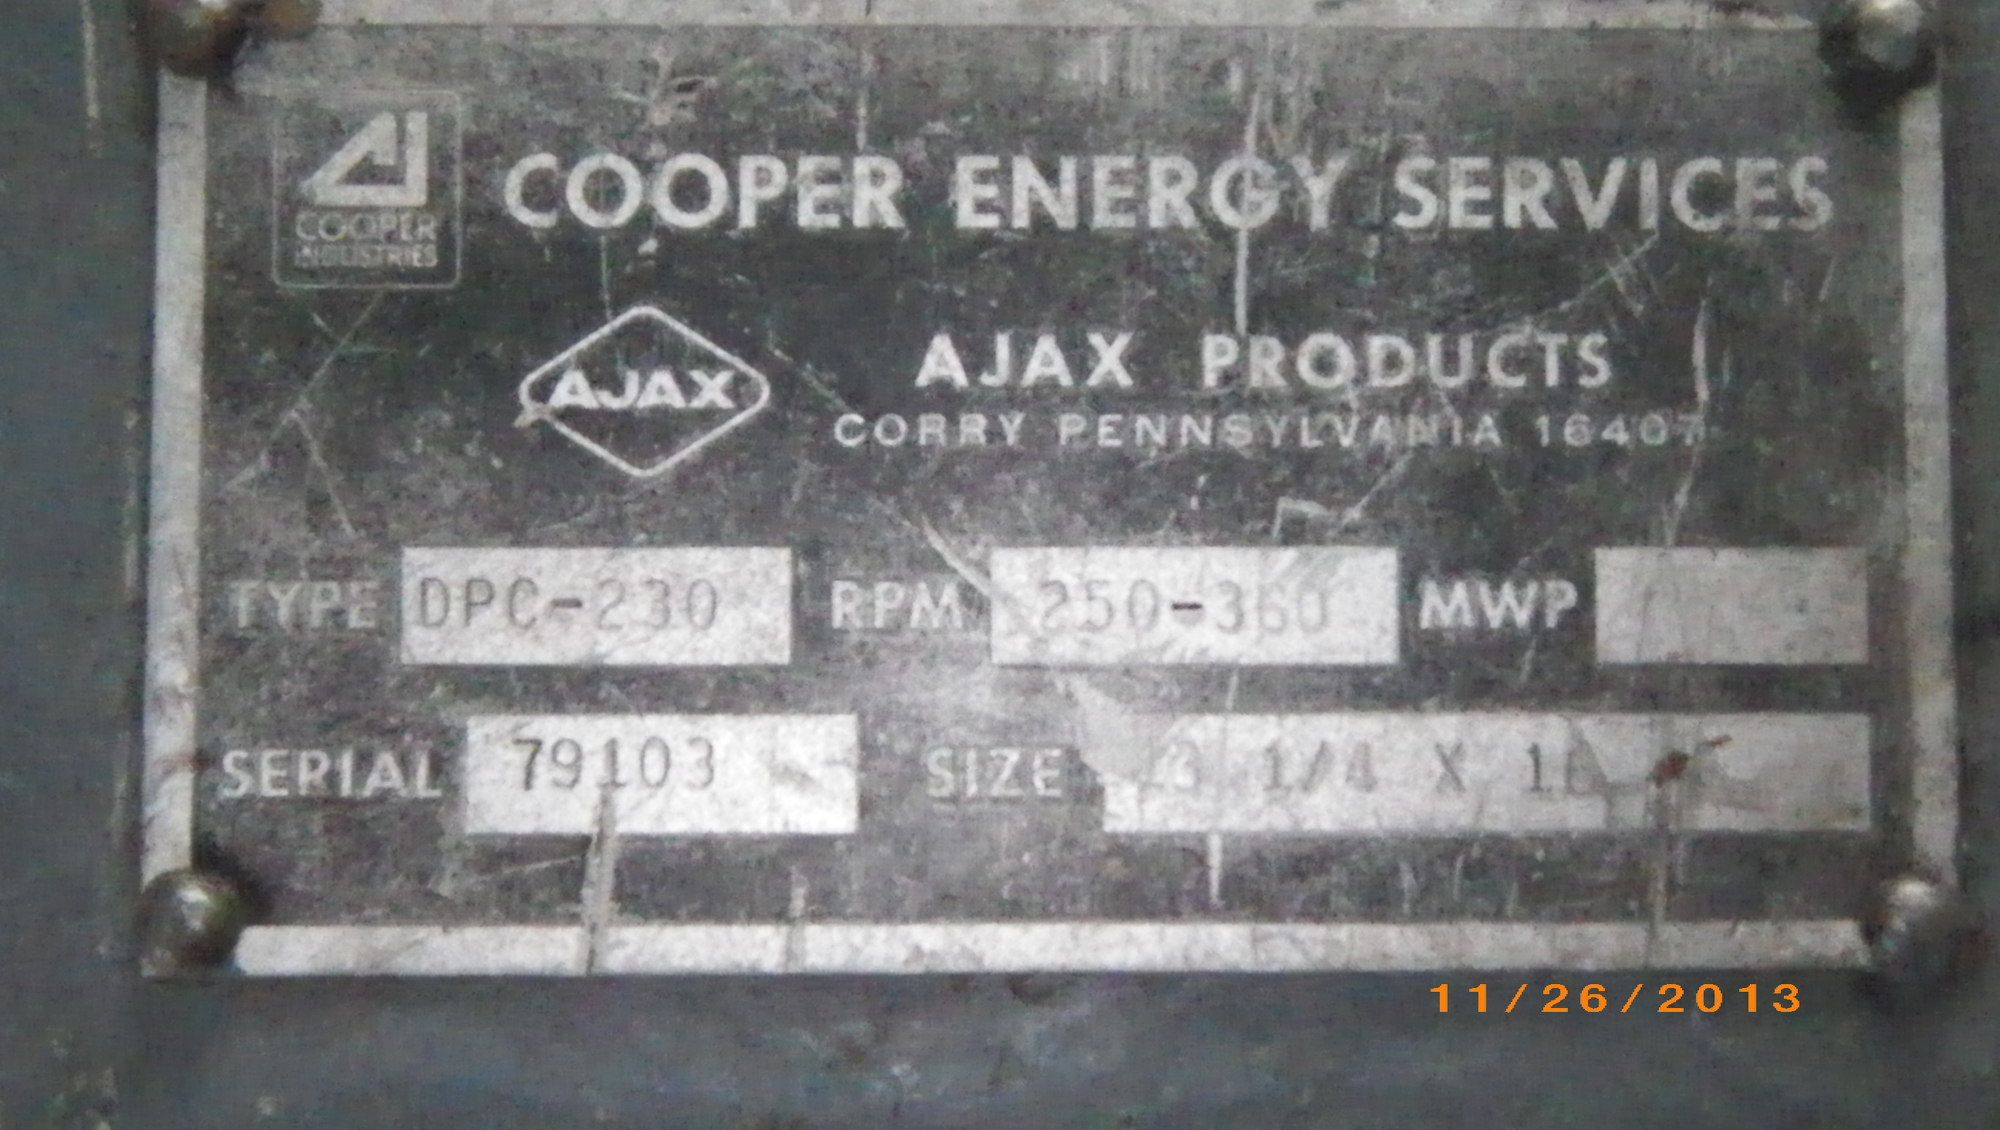 COOPER INDUSTRIES
COOPER ENERGY SERVICES
AJAX
AJAX PRODUCTS
CORRY PENNSYLVANIA 16407
TYPE DPC-230 RPM 250-360 MWP
SERIAL 79103 SIZE 1/4 X
11/26/2013